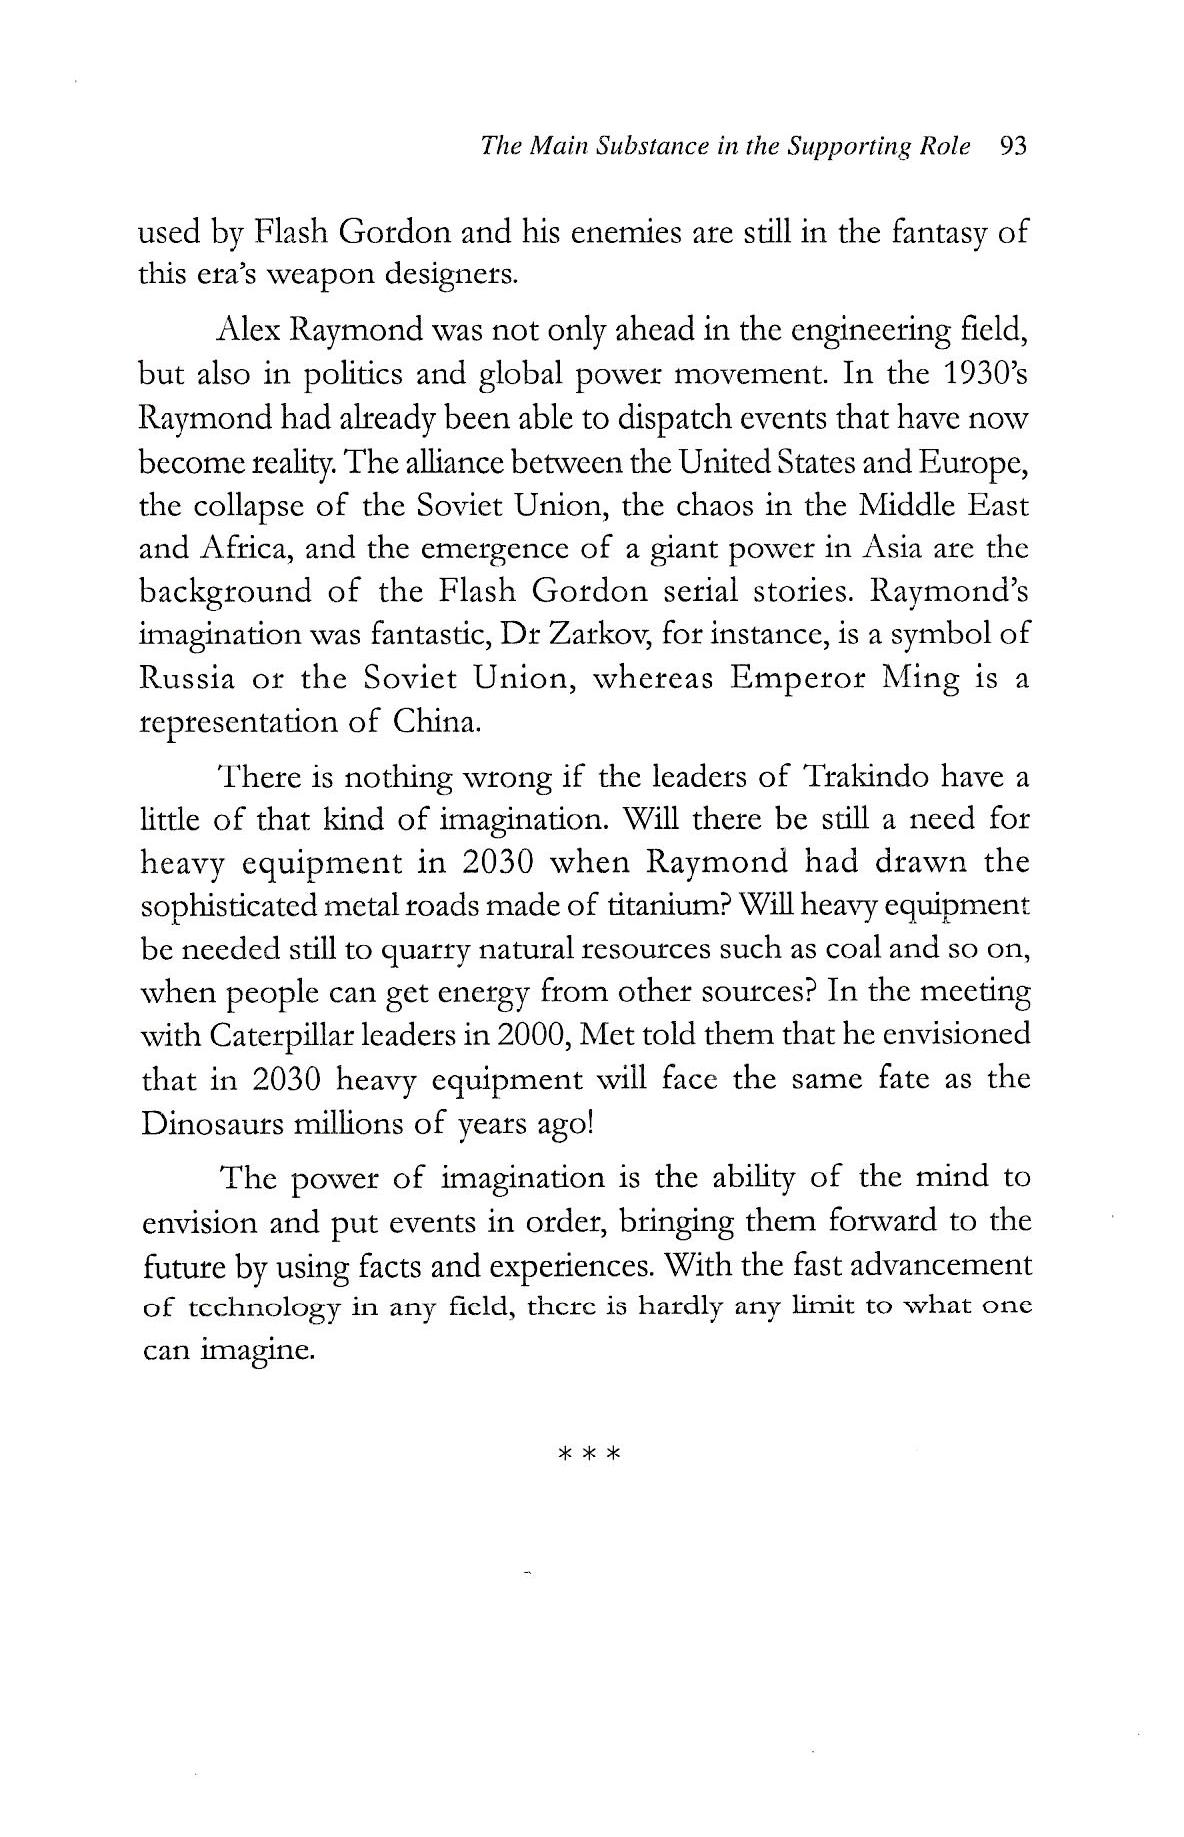 The Main Substance in the Supporting Role 93
used by Flash Gordon and his enemies are still in the fantasy of
this era's weapon designers.
Alex Raymond was not only ahead in the engineering field,
but also in politics and global power movement. In the 1930's
Raymond had already been able to dispatch events that have now
become reality. The alliance between the United States and Europe,
the collapse of the Soviet Union, the chaos in the Middle East
and Africa, and the emergence of a giant power in Asia are the
background of the Flash Gordon serial stories. Raymond's
imagination was fantastic, Dr Zarkov, for instance, is a symbol of
Russia or the Soviet Union, whereas Emperor Ming is a
representation of China.
There is nothing wrong if the leaders of Trakindo have a
little of that kind of imagination. Will there be still a need for
heavy equipment in 2030 when Raymond had drawn the
sophisticated metal roads made of titanium? Will heavy equipment
be needed still to quarry natural resources such as coal and so on,
when people can get energy from other sources? In the meeting
with Caterpillar leaders in 2000, Met told them that he envisioned
that in 2030 heavy equipment will face the same fate as the
Dinosaurs millions of years ago!
The power of imagination is the ability of the mind to
envision and put events in order, bringing them forward to the
future by using facts and experiences. With the fast advancement
of technology in any field, there is hardly any limit to what one
can imagine.
* * *